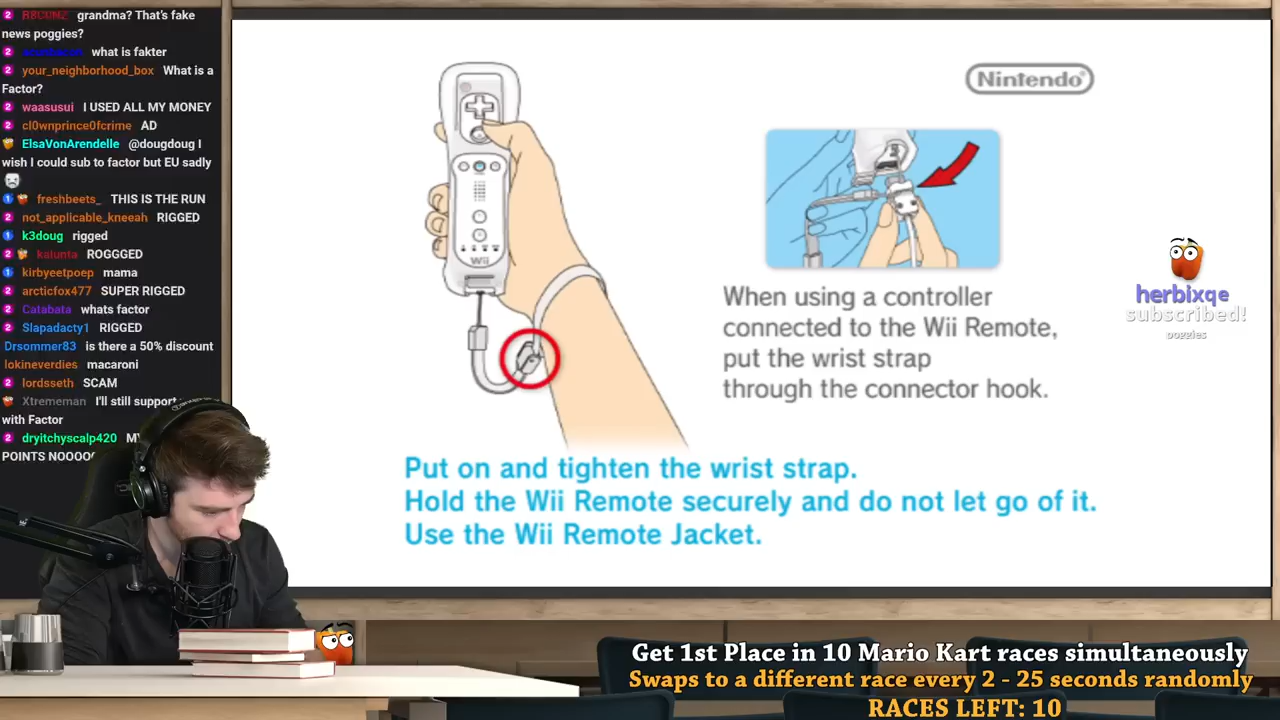 R8CUNZ grandma? That's fake
news poggies?
what is fakter
your_neighborhood_box What is a
Factor?
waasusui I USED ALL MY MONEY
cl0wnprince0fcrime AD
ElsaVonArendelle @dougdoug I
wish I could sub to factor but EU sadly
freshbeets_ THIS IS THE RUN
not_applicable_kneeah RIGGED
k3doug rigged
kalunta ROGGGED
kirbyeetpoep mama
arcticfox477 SUPER RIGGED
Catabata whats factor
Slapadacty1 RIGGED
Drsommer83 is there a 50% discount
lokineverdies macaroni
lordsseth SCAM
Xtrememan I'll still support
with Factor
dryitchyscalp420
POINTS
Nintendo
Wii
When using a controller
connected to the Wii Remote,
put the wrist strap
through the connector hook.
Put on and tighten the wrist strap.
Hold the Wii Remote securely and do not let go of it.
Use the Wii Remote Jacket.
herbixqe
subscribed!
poggies
Get 1st Place in 10 Mario Kart races simultaneously
Swaps to a different race every 2 - 25 seconds randomly
RACES LEFT: 10